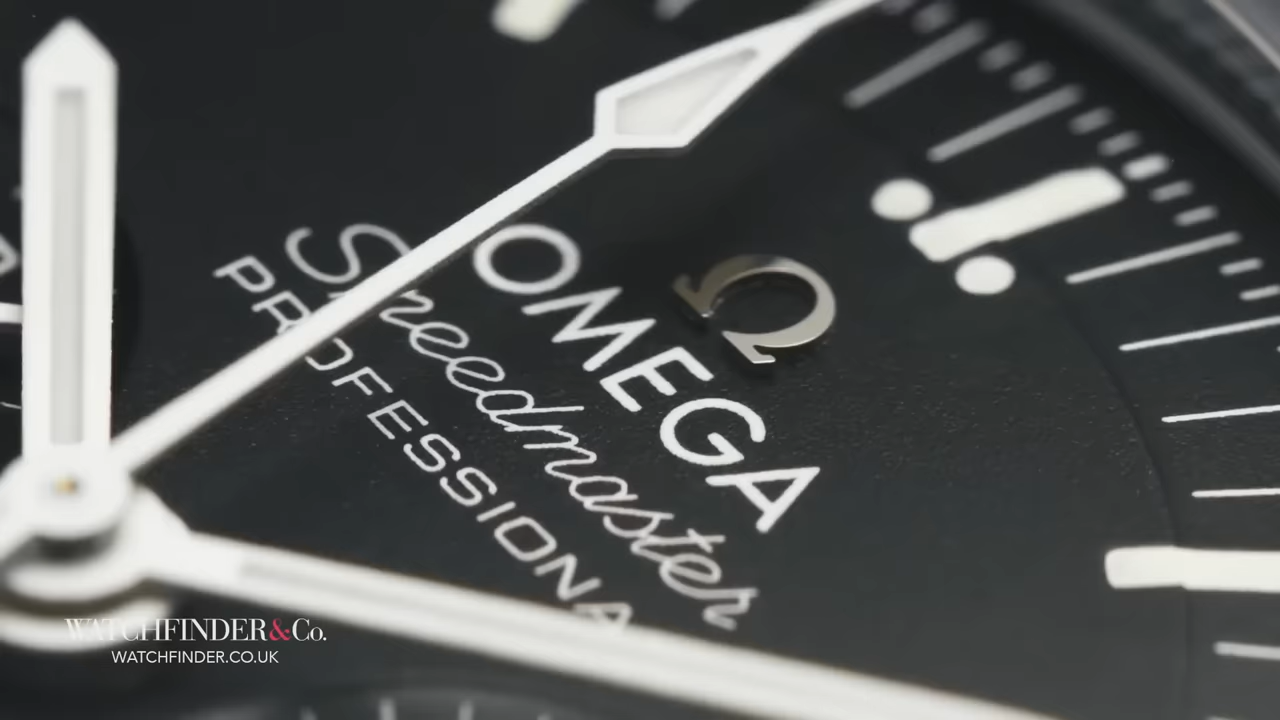 Ω
OMEGA
Speedmaster
PROFESSIONA
WATCHFINDER&Co.
WATCHFINDER.CO.UK